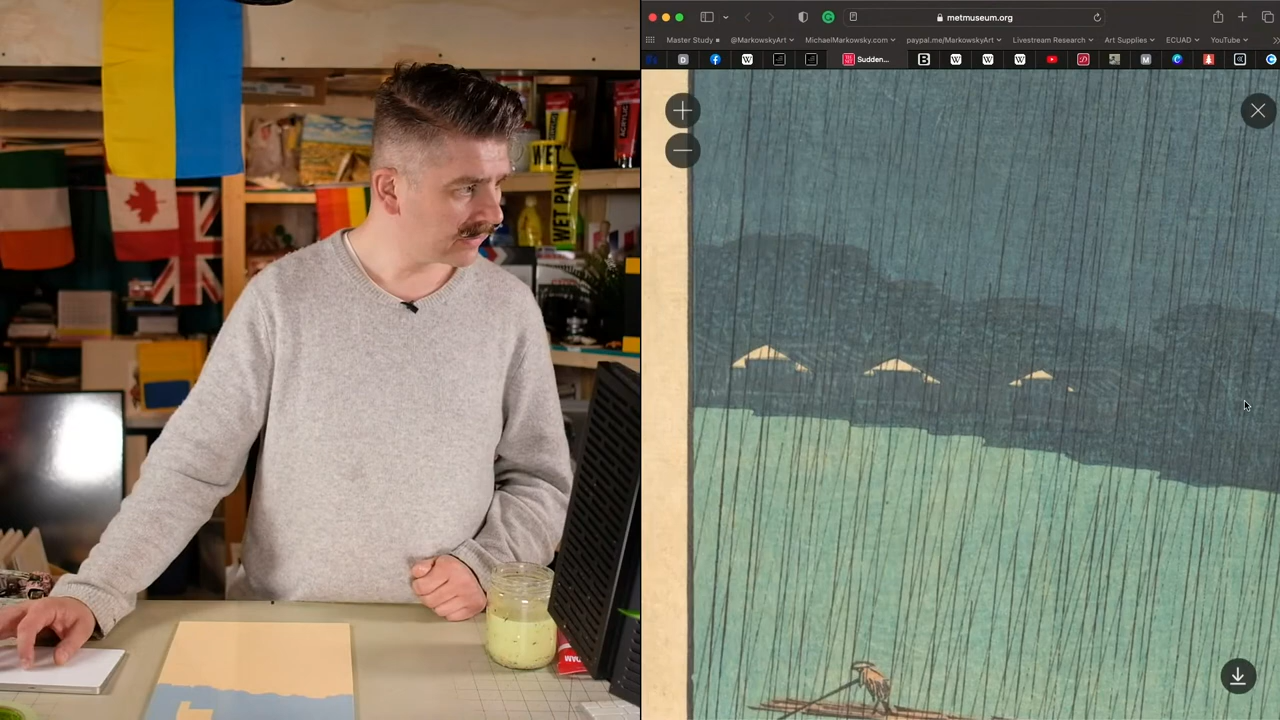 metmuseum.org
Master Study
@MarkowskyArt
MichaelMarkowsky.com
paypal.me/MarkowskyArt
Livestream Research
Art Supplies
ECUAD
YouTube
Sudden...
WET
WET PAINT
ACRYLIC